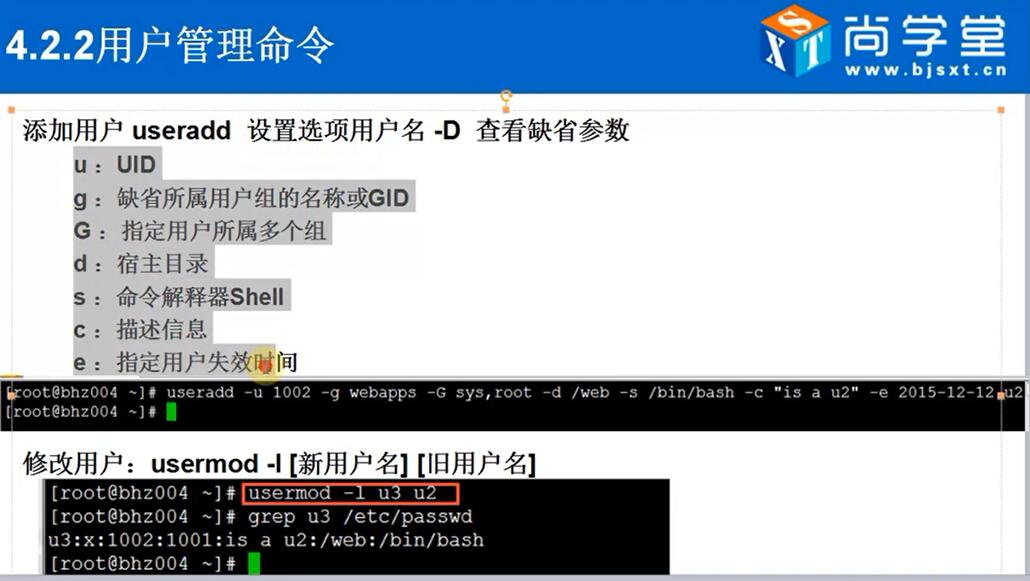 4.2.2用户管理命令
SXT 尚学堂
www.bjsxt.cn
添加用户 useradd 设置选项用户名 -D 查看缺省参数
u： UID
g： 缺省所属用户组的名称或GID
G： 指定用户所属多个组
d： 宿主目录
s： 命令解释器Shell
c： 描述信息
e： 指定用户失效时间
[root@bhz004 ~]# useradd -u 1002 -g webapps -G sys,root -d /web -s /bin/bash -c "is a u2" -e 2015-12-12 u2
[root@bhz004 ~]#
修改用户：usermod -l [新用户名] [旧用户名]
[root@bhz004 ~]# usermod -l u3 u2
[root@bhz004 ~]# grep u3 /etc/passwd
u3:x:1002:1001:is a u2:/web:/bin/bash
[root@bhz004 ~]#